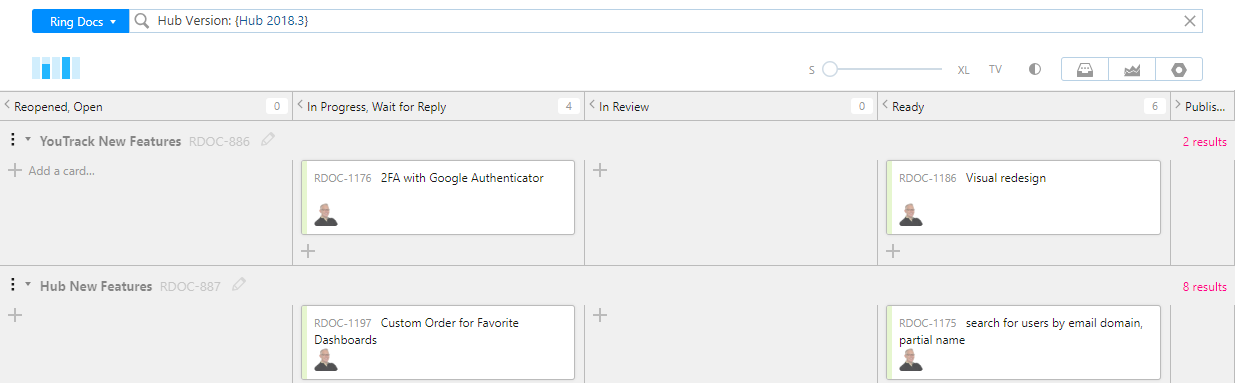 Ring Docs Hub Version: {Hub 2018.3}
S XL TV
Reopened, Open 0 In Progress, Wait for Reply 4 In Review 0 Ready 6 Publis...
YouTrack New Features RDOC-886 2 results
Add a card...
RDOC-1176 2FA with Google Authenticator
RDOC-1186 Visual redesign
Hub New Features RDOC-887 8 results
RDOC-1197 Custom Order for Favorite
Dashboards
RDOC-1175 search for users by email domain,
partial name